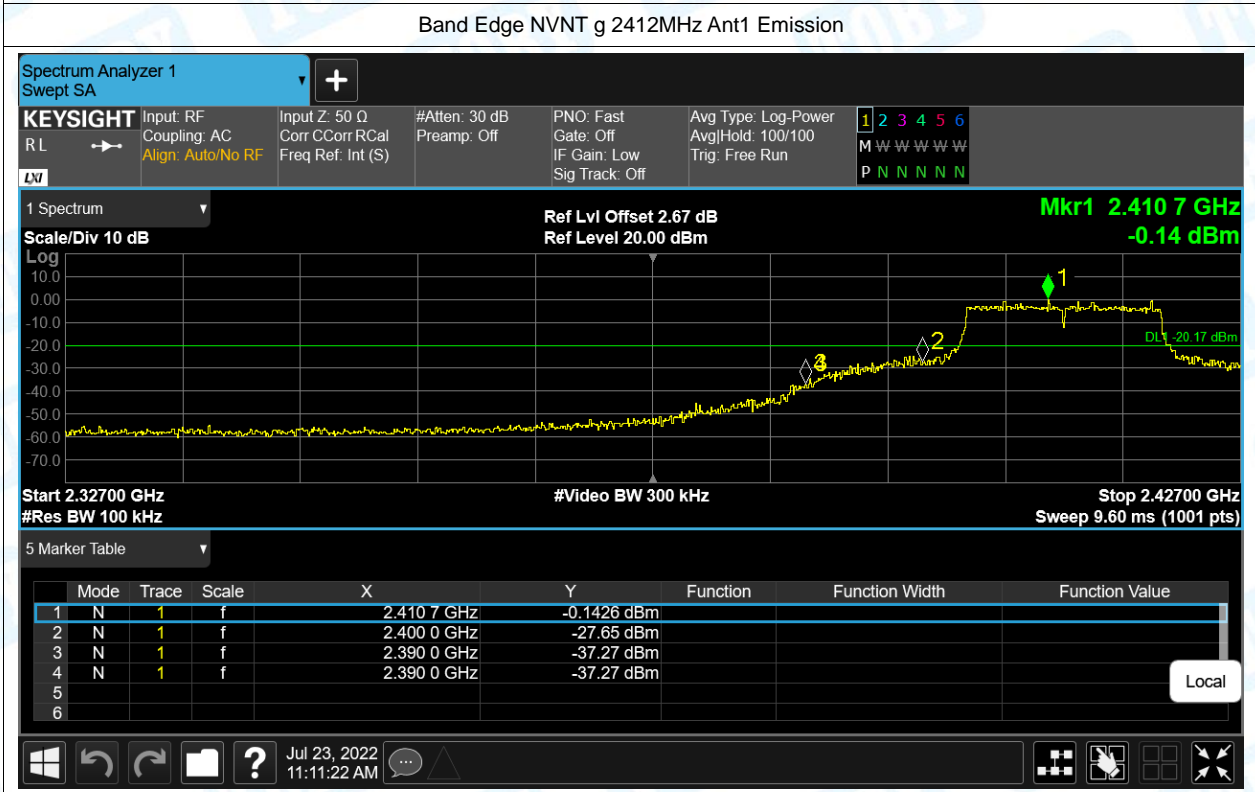 Band Edge NVNT g 2412MHz Ant1 Emission
Spectrum Analyzer 1
Swept SA
+
KEYSIGHT Input: RF Input Z: 50 Ω #Atten: 30 dB PNO: Fast Avg Type: Log-Power 1 2 3 4 5 6
R L Coupling: AC Corr CCorr RCal Preamp: Off Gate: Off Avg|Hold: 100/100 M W W W W W
Align: Auto/No RF Freq Ref: Int (S) IF Gain: Low Trig: Free Run
LXI Sig Track: Off P N N N N N
1 Spectrum Ref Lvl Offset 2.67 dB Mkr1 2.410 7 GHz
Scale/Div 10 dB Ref Level 20.00 dBm -0.14 dBm
Log
10.0 1
0.00
-10.0
-20.0 2 DL1 -20.17 dBm
-30.0
-40.0
-50.0
-60.0
-70.0
Start 2.32700 GHz #Video BW 300 kHz Stop 2.42700 GHz
#Res BW 100 kHz Sweep 9.60 ms (1001 pts)
5 Marker Table
Mode Trace Scale X Y Function Function Width Function Value
1 N 1 f 2.410 7 GHz -0.1426 dBm
2 N 1 f 2.400 0 GHz -27.65 dBm
3 N 1 f 2.390 0 GHz -37.27 dBm
4 N 1 f 2.390 0 GHz -37.27 dBm
5
6
Local
? Jul 23, 2022
11:11:22 AM